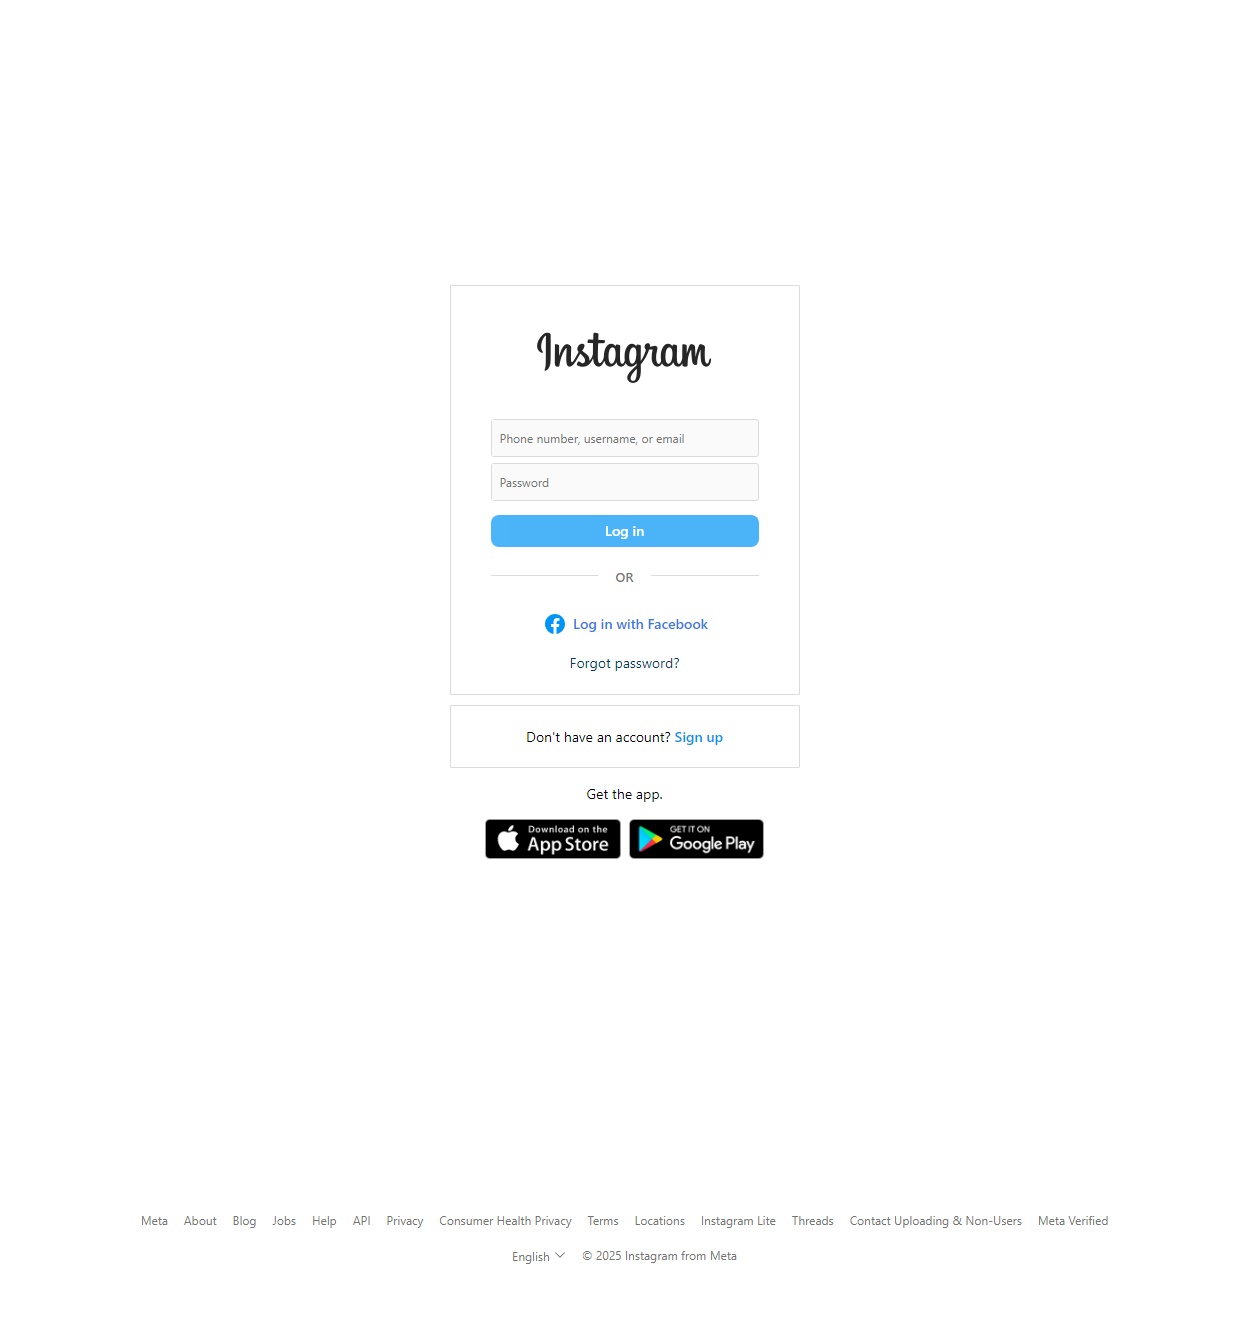 Instagram
Phone number, username, or email
Password
Log in
OR
Log in with Facebook
Forgot password?
Don't have an account? Sign up
Get the app.
Download on the
App Store
GET IT ON
Google Play
Meta About Blog Jobs Help API Privacy Consumer Health Privacy Terms Locations Instagram Lite Threads Contact Uploading & Non-Users Meta Verified
English © 2025 Instagram from Meta